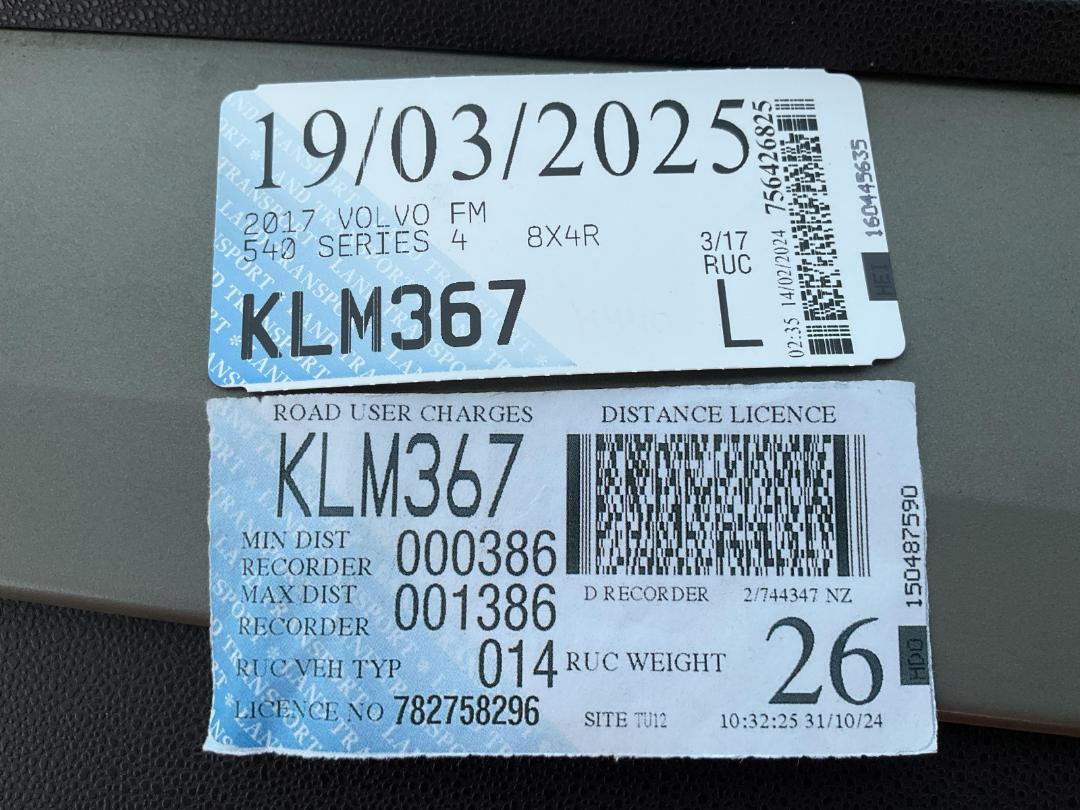 19/03/2025
2017 VOLVO FM
540 SERIES 4 8X4R
3/17
RUC
KLM367
L
02:35 14/02/2024 756426825
160445635
HEI
ROAD USER CHARGES
KLM367
MIN DIST
RECORDER 000386
MAX DIST
RECORDER 001386
RUC VEH TYP 014
LICENCE NO 782758296
DISTANCE LICENCE
D RECORDER 2/744347 NZ
RUC WEIGHT 26
SITE TU12 10:32:25 31/10/24
150487590
HDO